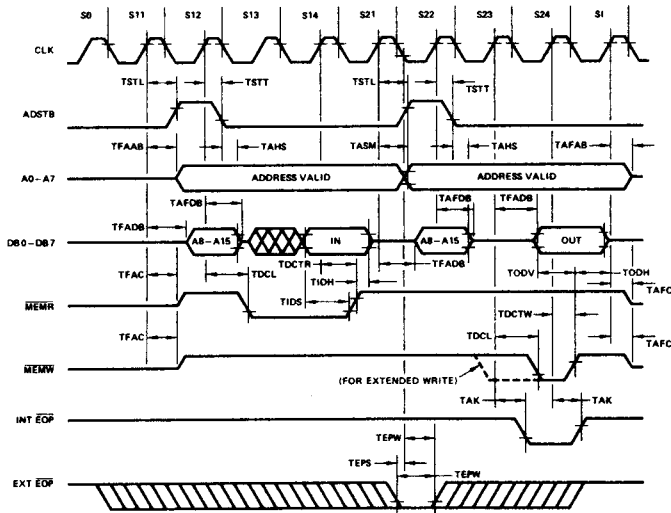 S0 S11 S12 S13 S14 S21 S22 S23 S24 SI
CLK
TSTL TSTT TSTL TSTT
ADSTB
TFAAB TAHS TASM TAHS TAFAB
A0-A7 ADDRESS VALID ADDRESS VALID
TAFDB TAFDB TFADB
TFADB
DB0-DB7 A8-A15 IN A8-A15 OUT
TDCTR TFADB
TFAC TDCL TIDH TODV TODH
MEMR TIDS TAFC
TDCTW
TFAC TDCL TAFC
MEMW
(FOR EXTENDED WRITE)
TAK TAK
INT EOP
TEPW
TEPS TEPW
EXT EOP